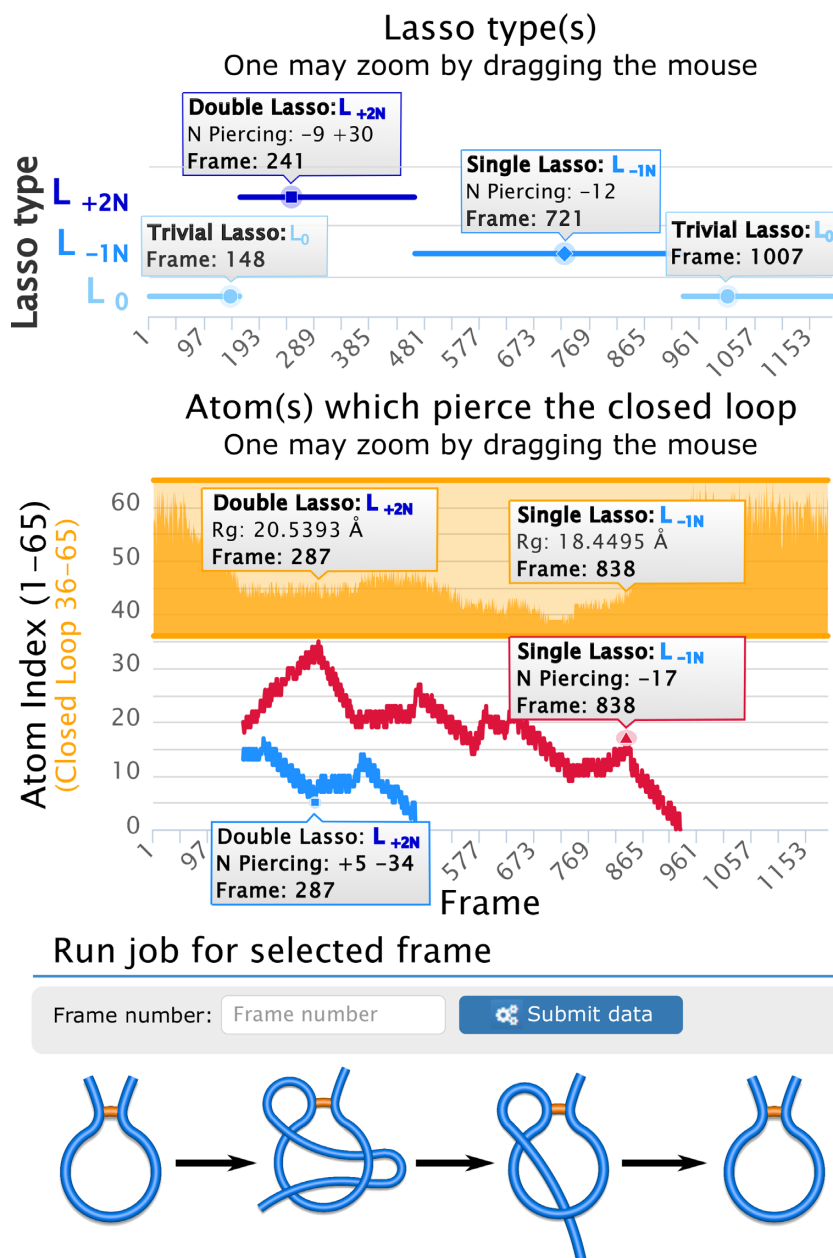 Lasso type(s)
One may zoom by dragging the mouse
Double Lasso: L +2N
N Piercing: -9 +30
Frame: 241
Single Lasso: L -1N
N Piercing: -12
Frame: 721
Trivial Lasso: L0
Frame: 148
Trivial Lasso: L0
Frame: 1007
Lasso type
L +2N
L -1N
L 0
1 97 193 289 385 481 577 673 769 865 961 1057 1153
Atom(s) which pierce the closed loop
One may zoom by dragging the mouse
Atom Index (1-65)
(Closed Loop 36-65)
60
50
40
30
20
10
0
Double Lasso: L +2N
Rg: 20.5393 Å
Frame: 287
Single Lasso: L -1N
Rg: 18.4495 Å
Frame: 838
Single Lasso: L -1N
N Piercing: -17
Frame: 838
Double Lasso: L +2N
N Piercing: +5 -34
Frame: 287
1 97 577 673 769 865 961 1057 1153
Frame
Run job for selected frame
Frame number: Frame number Submit data